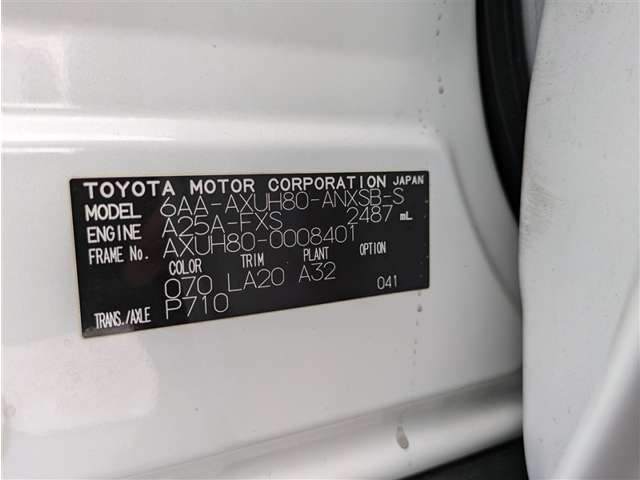 TOYOTA MOTOR CORPORATION JAPAN
MODEL 6AA-AXUH80-ANXSB-S
ENGINE A25A-FXS 2487 mL
FRAME No. AXUH80-0008401
COLOR TRIM PLANT OPTION
070 LA20 A32 041
TRANS./AXLE P710